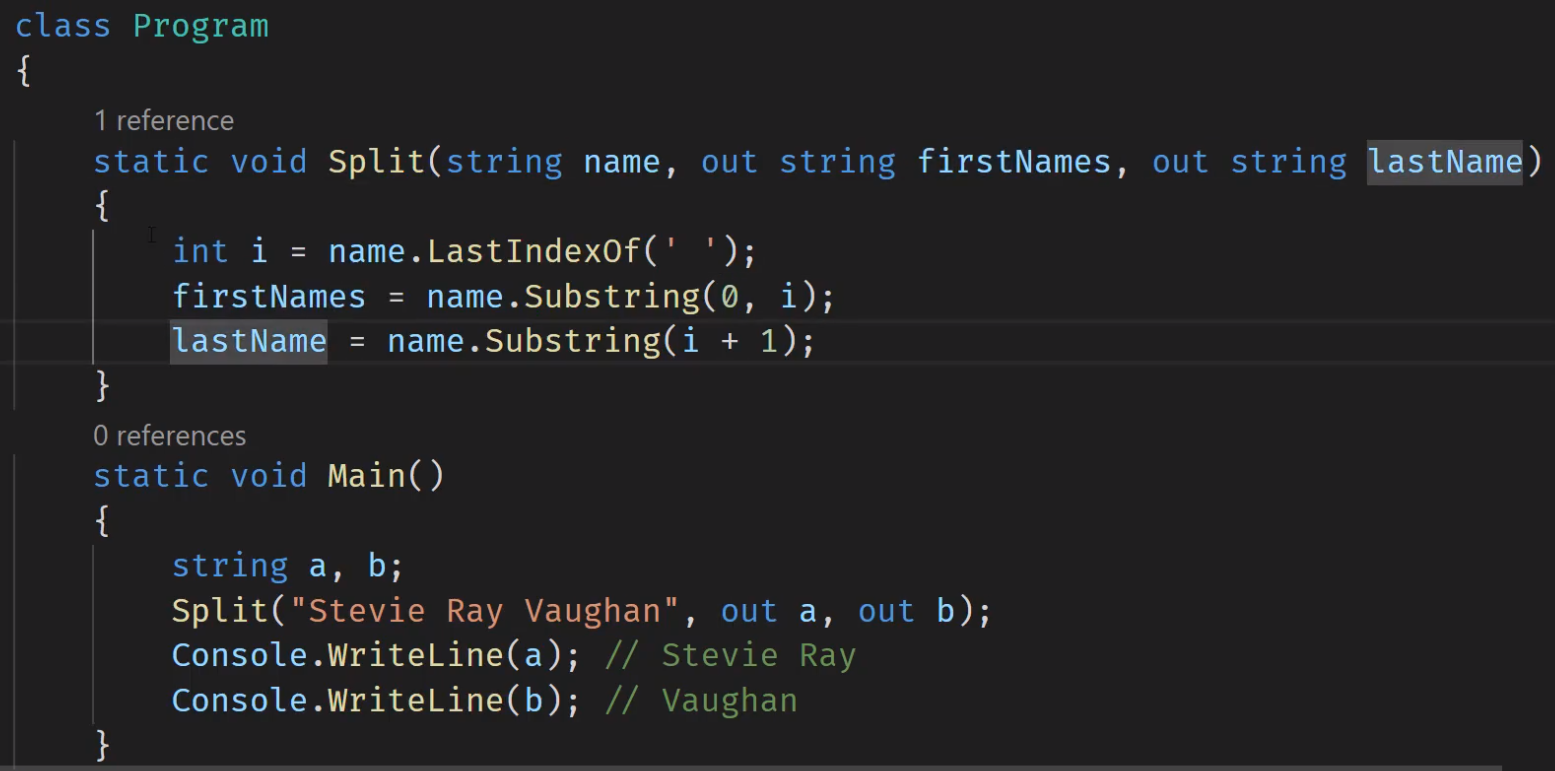 class Program
{
1 reference
static void Split(string name, out string firstNames, out string lastName)
{
int i = name.LastIndexOf(' ');
firstNames = name.Substring(0, i);
lastName = name.Substring(i + 1);
}
0 references
static void Main()
{
string a, b;
Split("Stevie Ray Vaughan", out a, out b);
Console.WriteLine(a); // Stevie Ray
Console.WriteLine(b); // Vaughan
}